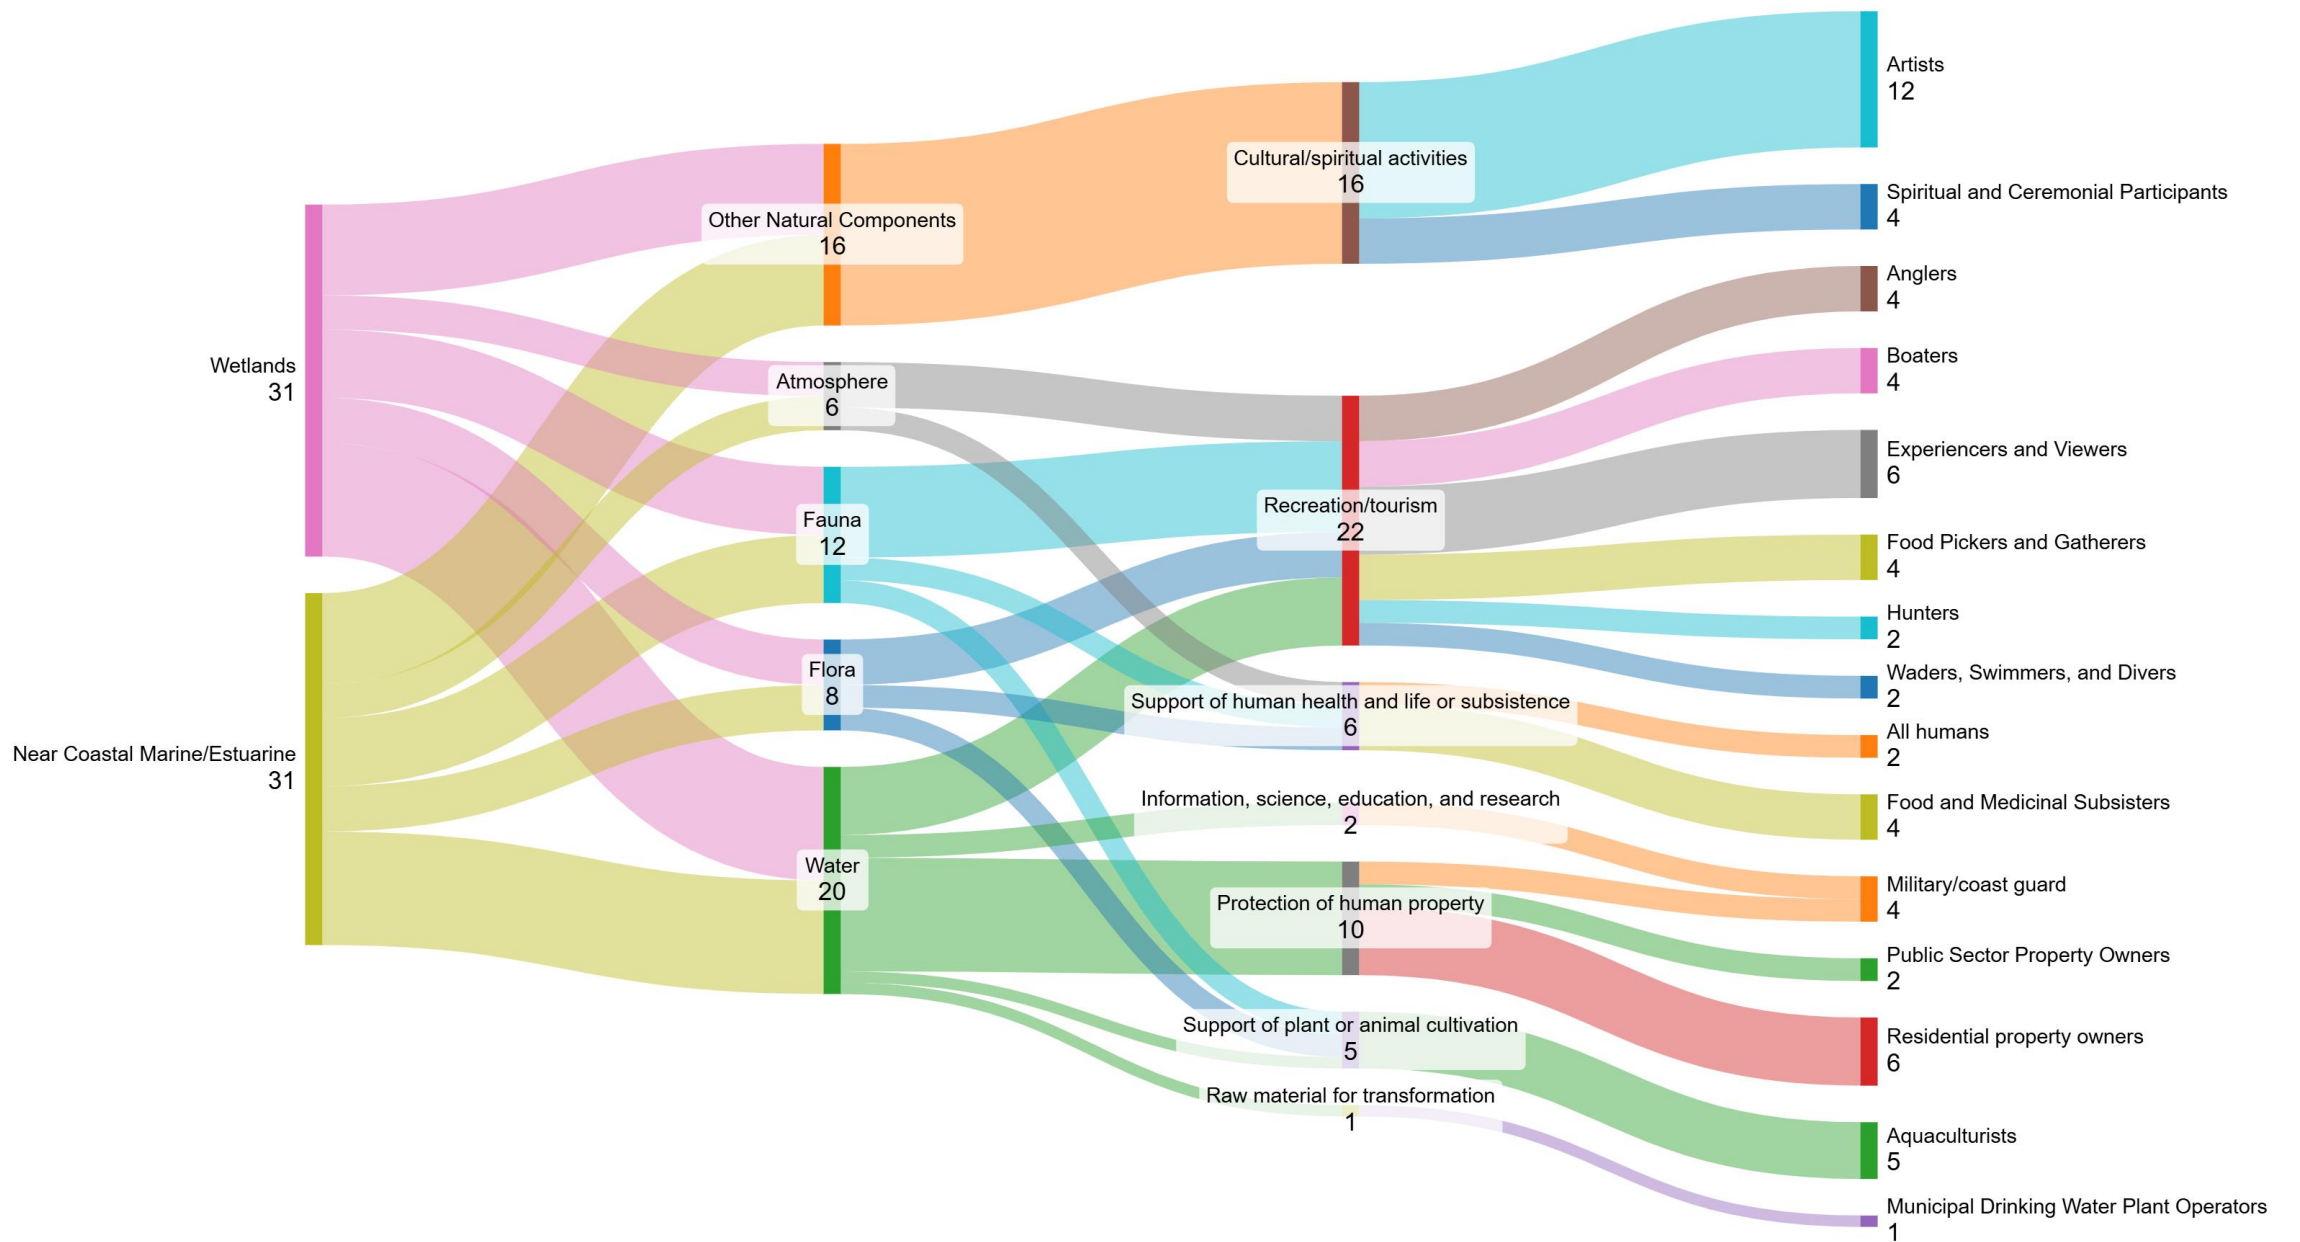 Wetlands
31
Near Coastal Marine/Estuarine
31
Other Natural Components
16
Atmosphere
6
Fauna
12
Flora
8
Water
20
Cultural/spiritual activities
16
Recreation/tourism
22
Support of human health and life or subsistence
6
Information, science, education, and research
2
Protection of human property
10
Support of plant or animal cultivation
5
Raw material for transformation
1
Artists
12
Spiritual and Ceremonial Participants
4
Anglers
4
Boaters
4
Experiencers and Viewers
6
Food Pickers and Gatherers
4
Hunters
2
Waders, Swimmers, and Divers
2
All humans
2
Food and Medicinal Subsisters
4
Military/coast guard
4
Public Sector Property Owners
2
Residential property owners
6
Aquaculturists
5
Municipal Drinking Water Plant Operators
1